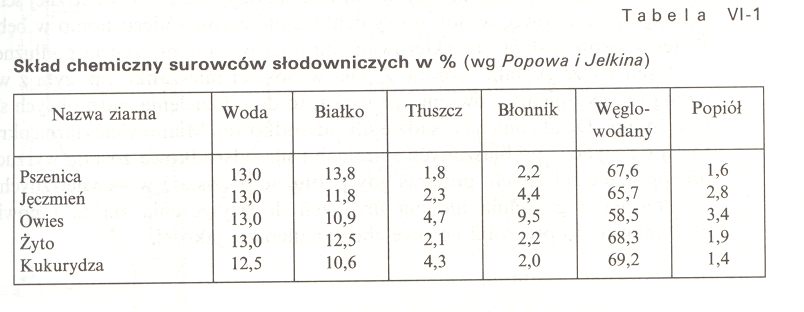 Tabela VI-1
Skład chemiczny surowców słodowniczych w % (wg Popowa i Jelkina)
Nazwa ziarna Woda Białko Tłuszcz Błonnik Węglo-wodany Popiół
Pszenica 13,0 13,8 1,8 2,2 67,6 1,6
Jęczmień 13,0 11,8 2,3 4,4 65,7 2,8
Owies 13,0 10,9 4,7 9,5 58,5 3,4
Żyto 13,0 12,5 2,1 2,2 68,3 1,9
Kukurydza 12,5 10,6 4,3 2,0 69,2 1,4